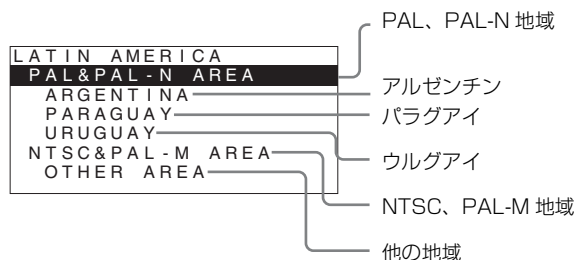 LATIN AMERICA
PAL&PAL-N AREA
ARGENTINA
PARAGUAY
URUGUAY
NTSC&PAL-M AREA
OTHER AREA
PAL、PAL-N 地域
アルゼンチン
パラグアイ
ウルグアイ
NTSC、PAL-M 地域
他の地域